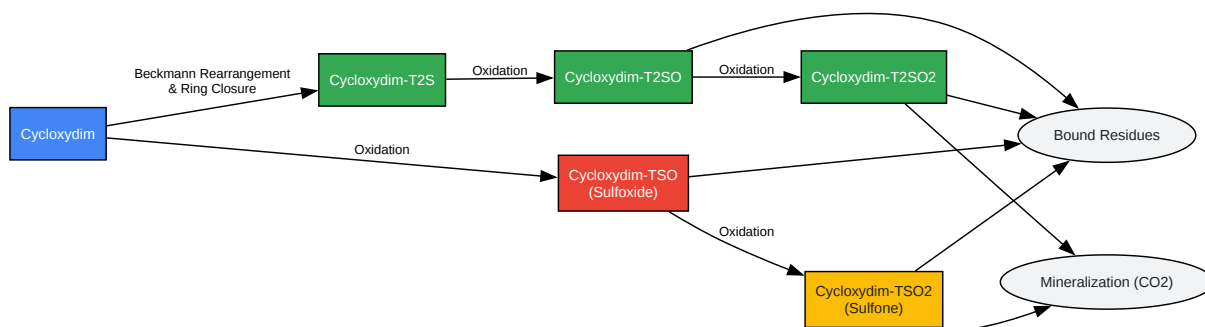 Beckmann Rearrangement
& Ring Closure
Cycloxydim-T2S
Oxidation
Cycloxydim-T2SO
Oxidation
Cycloxydim-T2SO2
Cycloxydim
Bound Residues
Oxidation
Cycloxydim-TSO
(Sulfoxide)
Oxidation
Cycloxydim-TSO2
(Sulfone)
Mineralization (CO2)